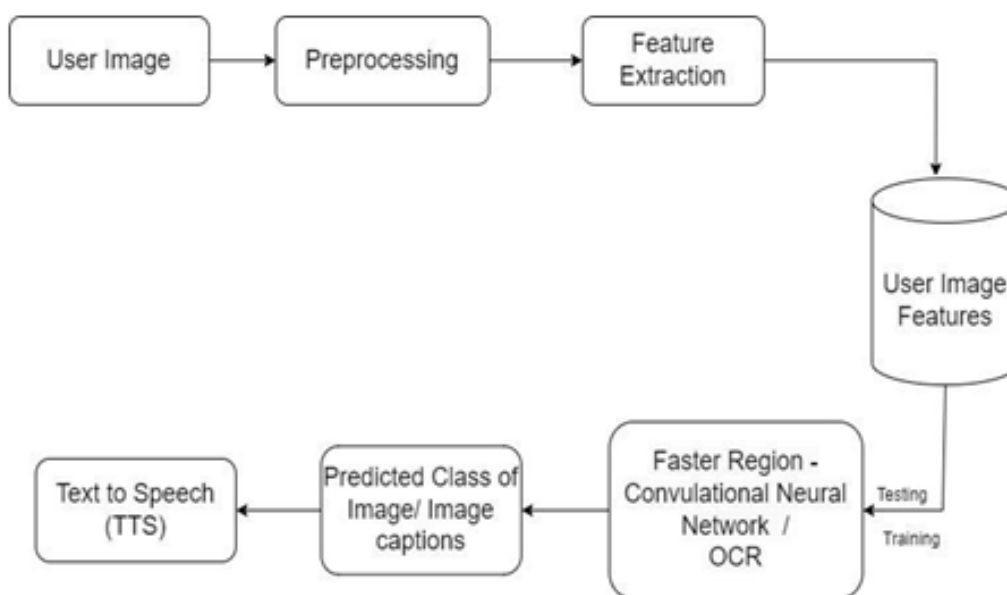 User Image
Preprocessing
Feature
Extraction
User Image
Features
Testing
Training
Faster Region -
Convulational Neural
Network /
OCR
Predicted Class of
Image/ Image
captions
Text to Speech
(TTS)